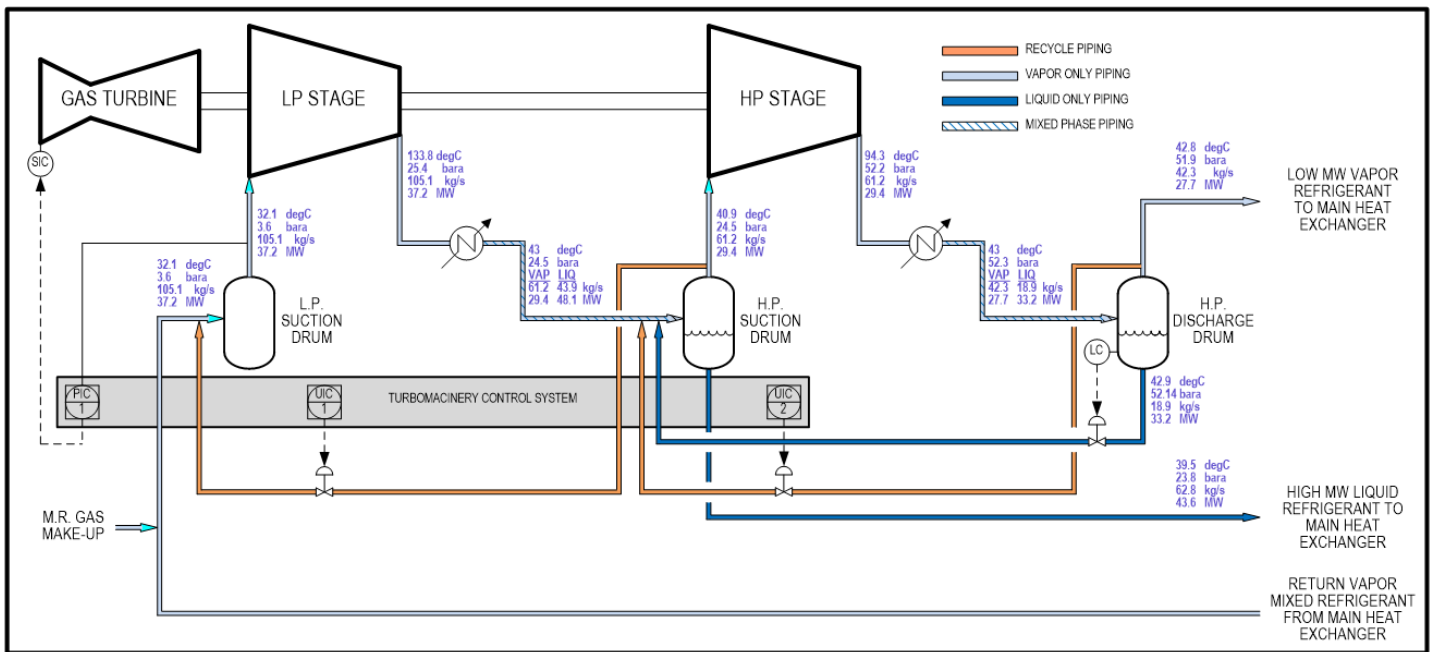 GAS TURBINE
LP STAGE
HP STAGE
RECYCLE PIPING
VAPOR ONLY PIPING
LIQUID ONLY PIPING
MIXED PHASE PIPING
SIC
133.8 degC
25.4 bara
105.1 kg/s
37.2 MW
94.3 degC
52.2 bara
61.2 kg/s
29.4 MW
42.8 degC
51.9 bara
42.3 kg/s
27.7 MW
LOW MW VAPOR
REFRIGERANT
TO MAIN HEAT
EXCHANGER
32.1 degC
3.6 bara
105.1 kg/s
37.2 MW
40.9 degC
24.5 bara
61.2 kg/s
29.4 MW
32.1 degC
3.6 bara
105.1 kg/s
37.2 MW
43 degC
24.5 bara
VAP LIQ
61.2 43.9 kg/s
29.4 48.1 MW
43 degC
52.3 bara
VAP LIQ
42.3 18.9 kg/s
27.7 33.2 MW
L.P.
SUCTION
DRUM
H.P.
SUCTION
DRUM
H.P.
DISCHARGE
DRUM
LC
PIC
1
UIC
1
TURBOMACINERY CONTROL SYSTEM
UIC
2
42.9 degC
52.14 bara
18.9 kg/s
33.2 MW
39.5 degC
23.8 bara
62.8 kg/s
43.6 MW
HIGH MW LIQUID
REFRIGERANT TO
MAIN HEAT
EXCHANGER
M.R. GAS
MAKE-UP
RETURN VAPOR
MIXED REFRIGERANT
FROM MAIN HEAT
EXCHANGER